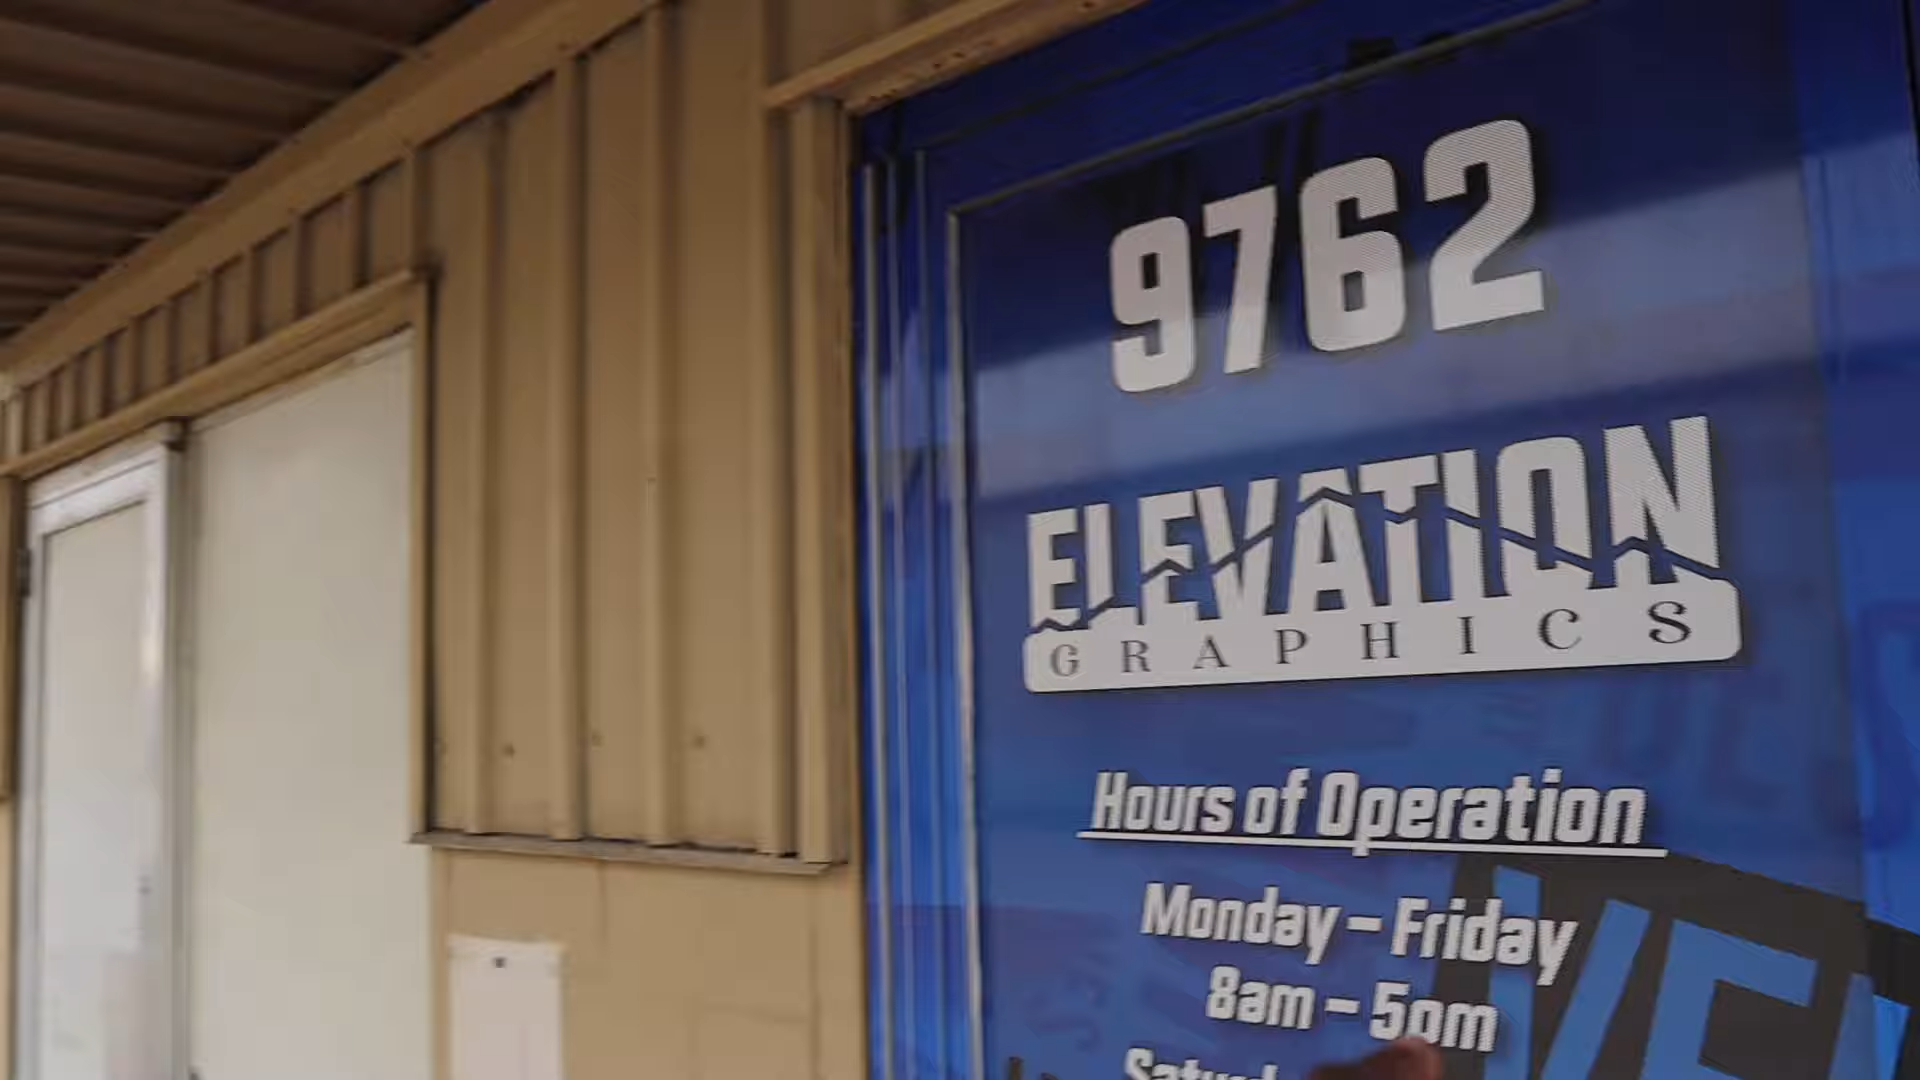 9762
ELEVATION
GRAPHICS
Hours of Operation
Monday – Friday
8am – 5pm